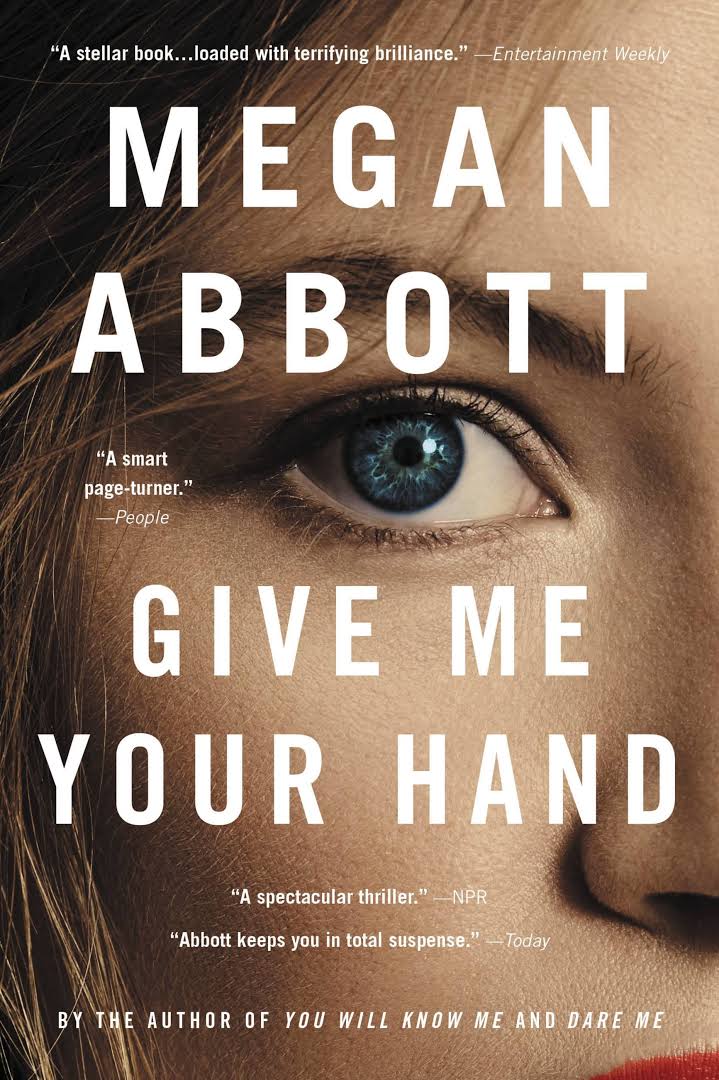 “A stellar book...loaded with terrifying brilliance.” —Entertainment Weekly
MEGAN
ABBOTT
“A smart
page-turner.”
—People
GIVE ME
YOUR HAND
“A spectacular thriller.” —NPR
“Abbott keeps you in total suspense.” —Today
BY THE AUTHOR OF YOU WILL KNOW ME AND DARE ME